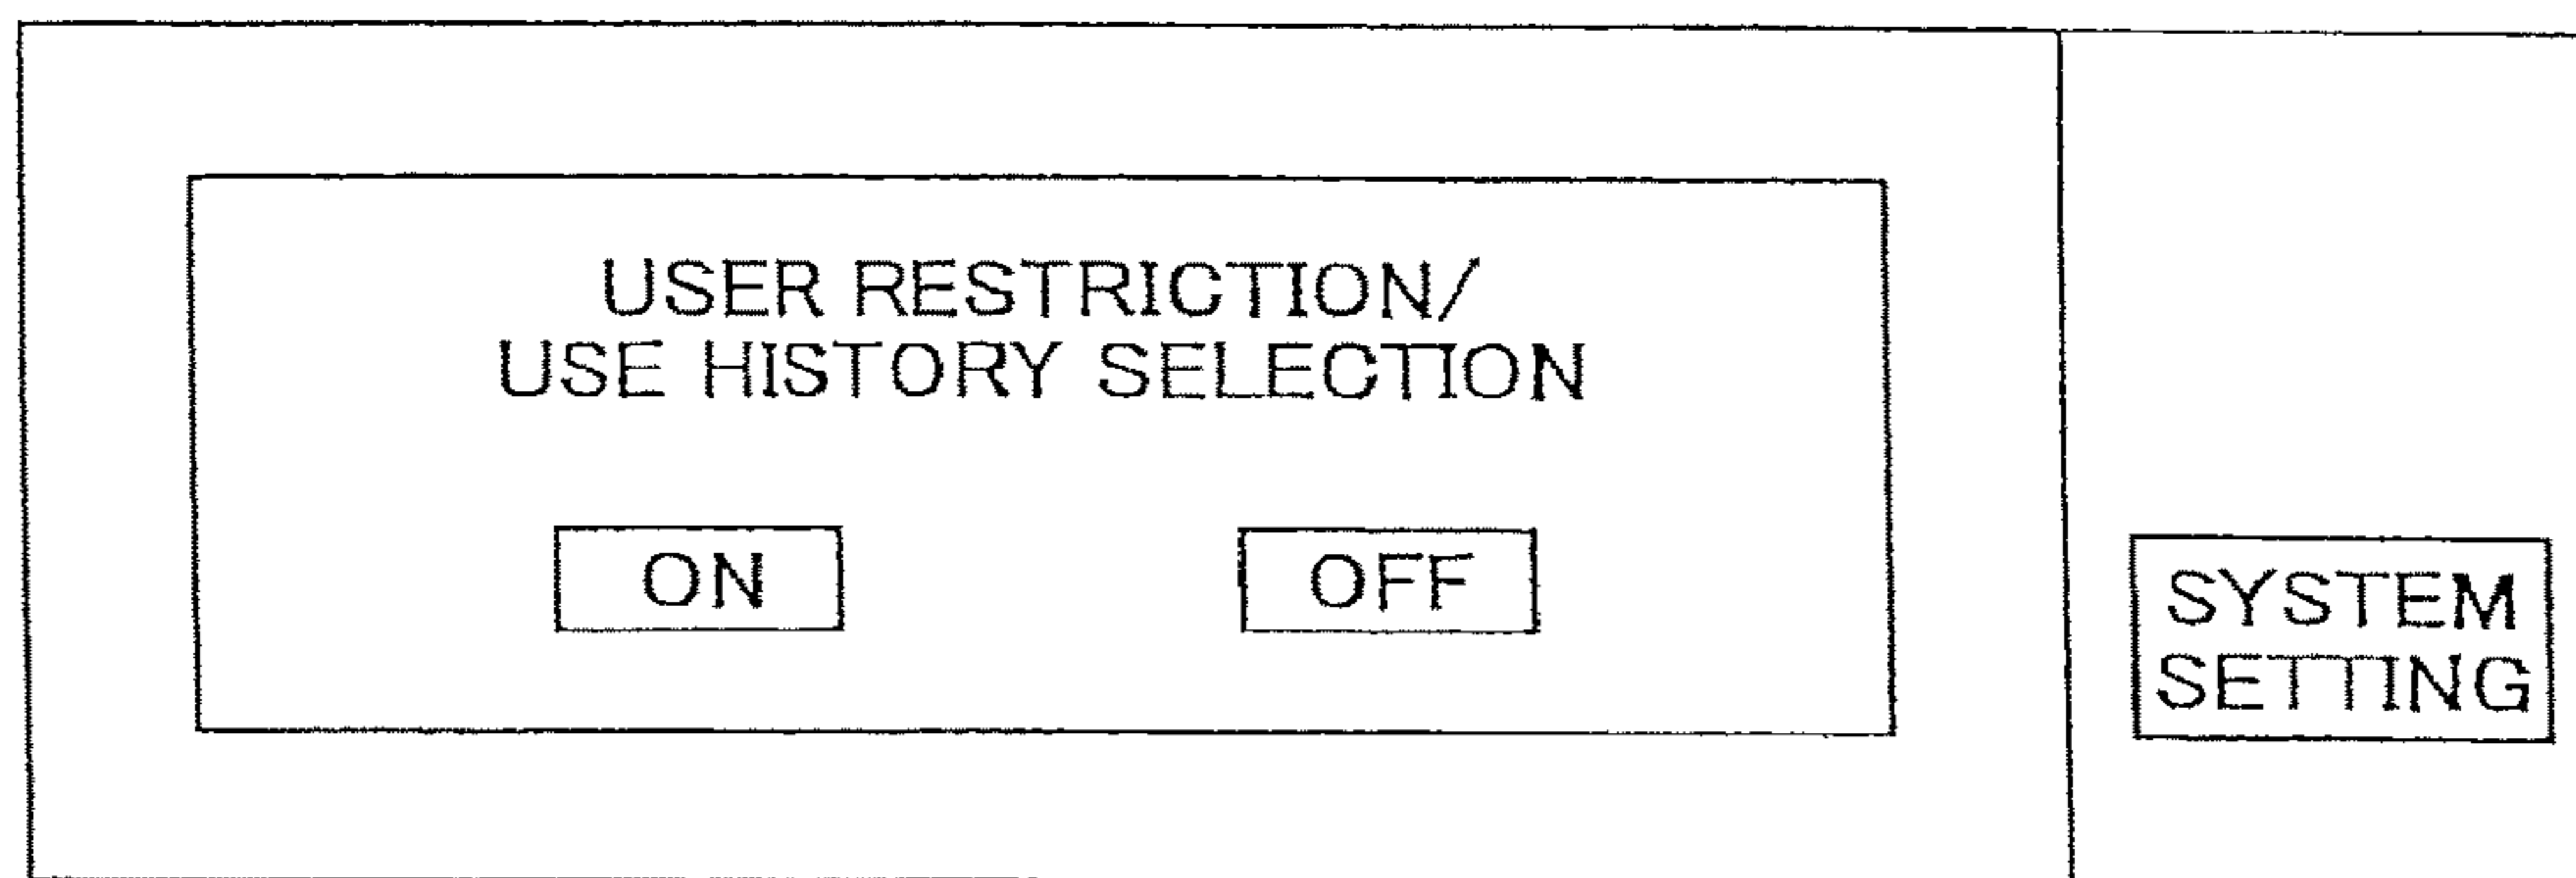 USER RESTRICTION/
USE HISTORY SELECTION
ON
OFF
SYSTEM
SETTING